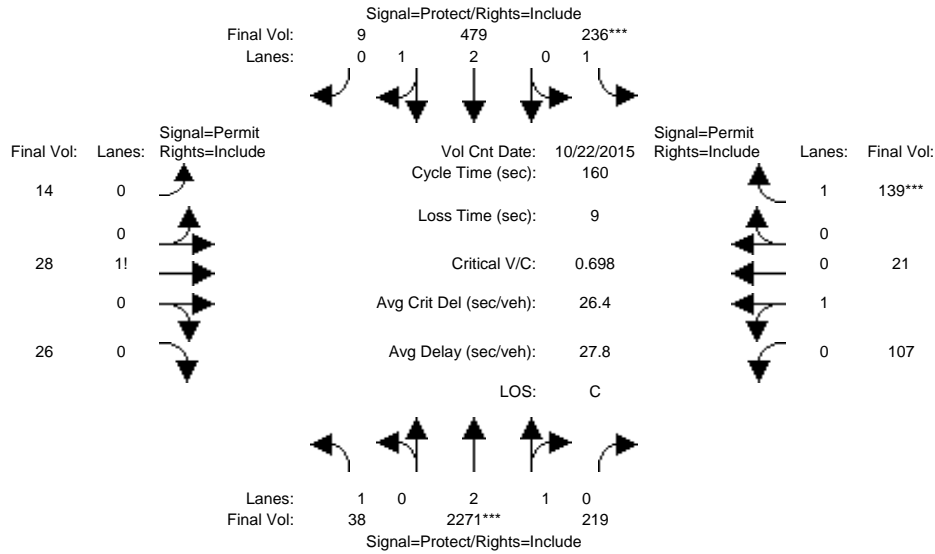 Signal=Protect/Rights=Include
Final Vol: 9 479 236***
Lanes: 0 1 2 0 1
Signal=Permit Signal=Permit
Final Vol: Lanes: Rights=Include Vol Cnt Date: 10/22/2015 Rights=Include Lanes: Final Vol:
Cycle Time (sec): 160
14 0 1 139***
Loss Time (sec): 9
0 0
28 1! Critical V/C: 0.698 0 21
0 Avg Crit Del (sec/veh): 26.4 1
26 0 Avg Delay (sec/veh): 27.8 0 107
LOS: C
Lanes: 1 0 2 1 0
Final Vol: 38 2271*** 219
Signal=Protect/Rights=Include